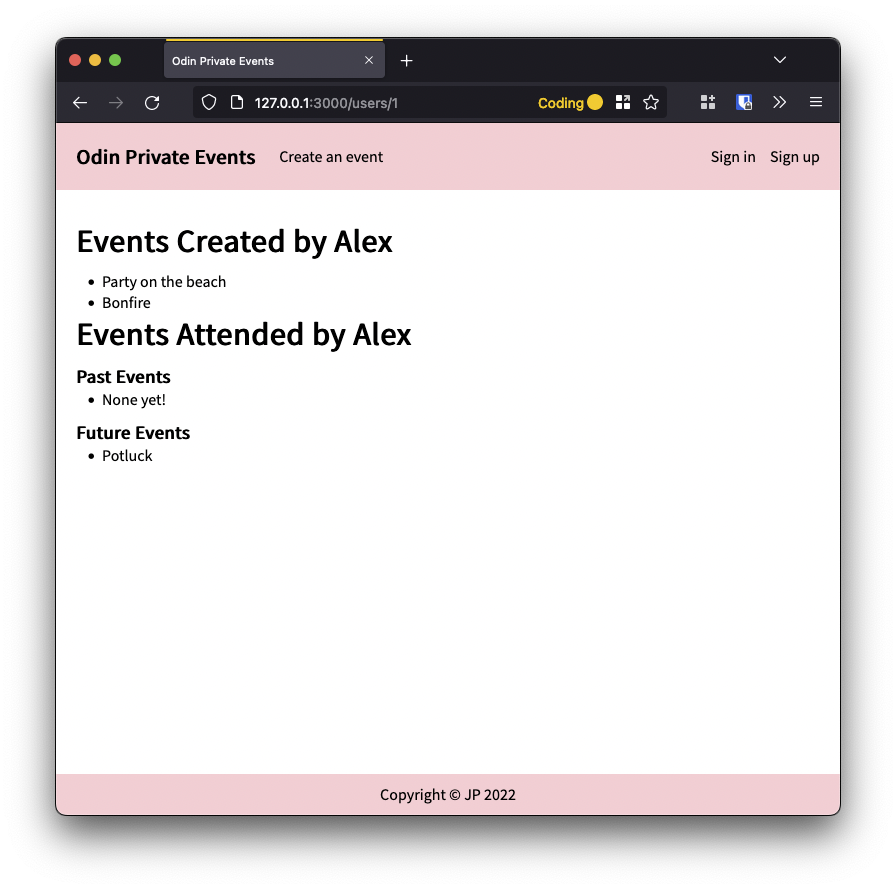 Odin Private Events
127.0.0.1:3000/users/1 Coding
Odin Private Events Create an event Sign in Sign up
Events Created by Alex
• Party on the beach
• Bonfire
Events Attended by Alex
Past Events
• None yet!
Future Events
• Potluck
Copyright © JP 2022